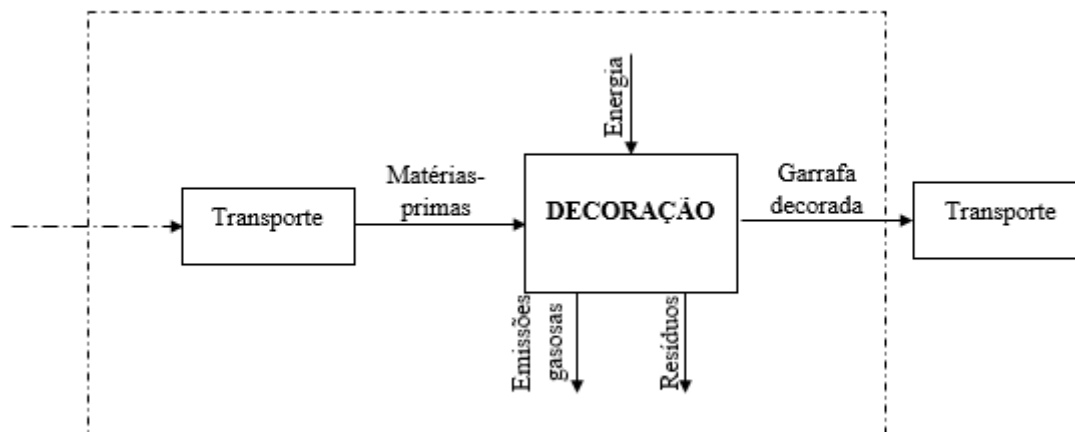 Energia
Matérias-
primas
Garrafa
decorada
Transporte
DECORAÇÃO
Transporte
Emissões
gasosas
Resíduos